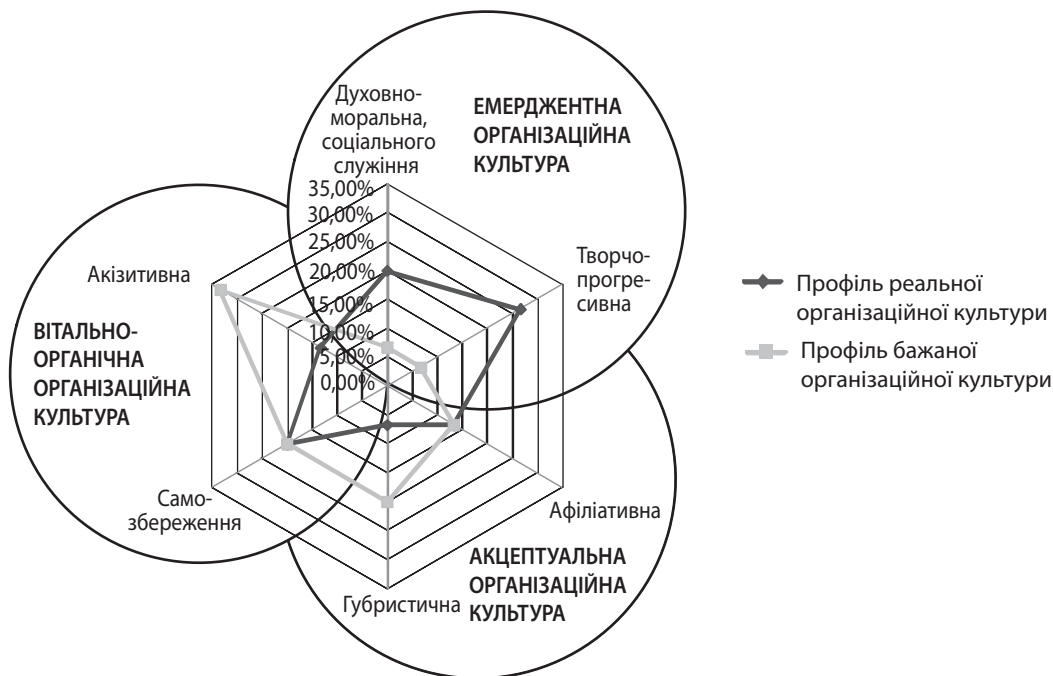 Духовно-
моральна,
соціального
служіння
ЕМЕРДЖЕНТНА
ОРГАНІЗАЦІЙНА
КУЛЬТУРА
35,00%
30,00%
25,00%
20,00%
15,00%
10,00%
5,00%
0,00%
Творчо-
прогре-
сивна
Акізитивна
ВІТАЛЬНО-
ОРГАНІЧНА
ОРГАНІЗАЦІЙНА
КУЛЬТУРА
Само-
збереження
Афіліативна
Губристична
АКЦЕПТУАЛЬНА
ОРГАНІЗАЦІЙНА
КУЛЬТУРА
Профіль реальної
організаційної культури
Профіль бажаної
організаційної культури